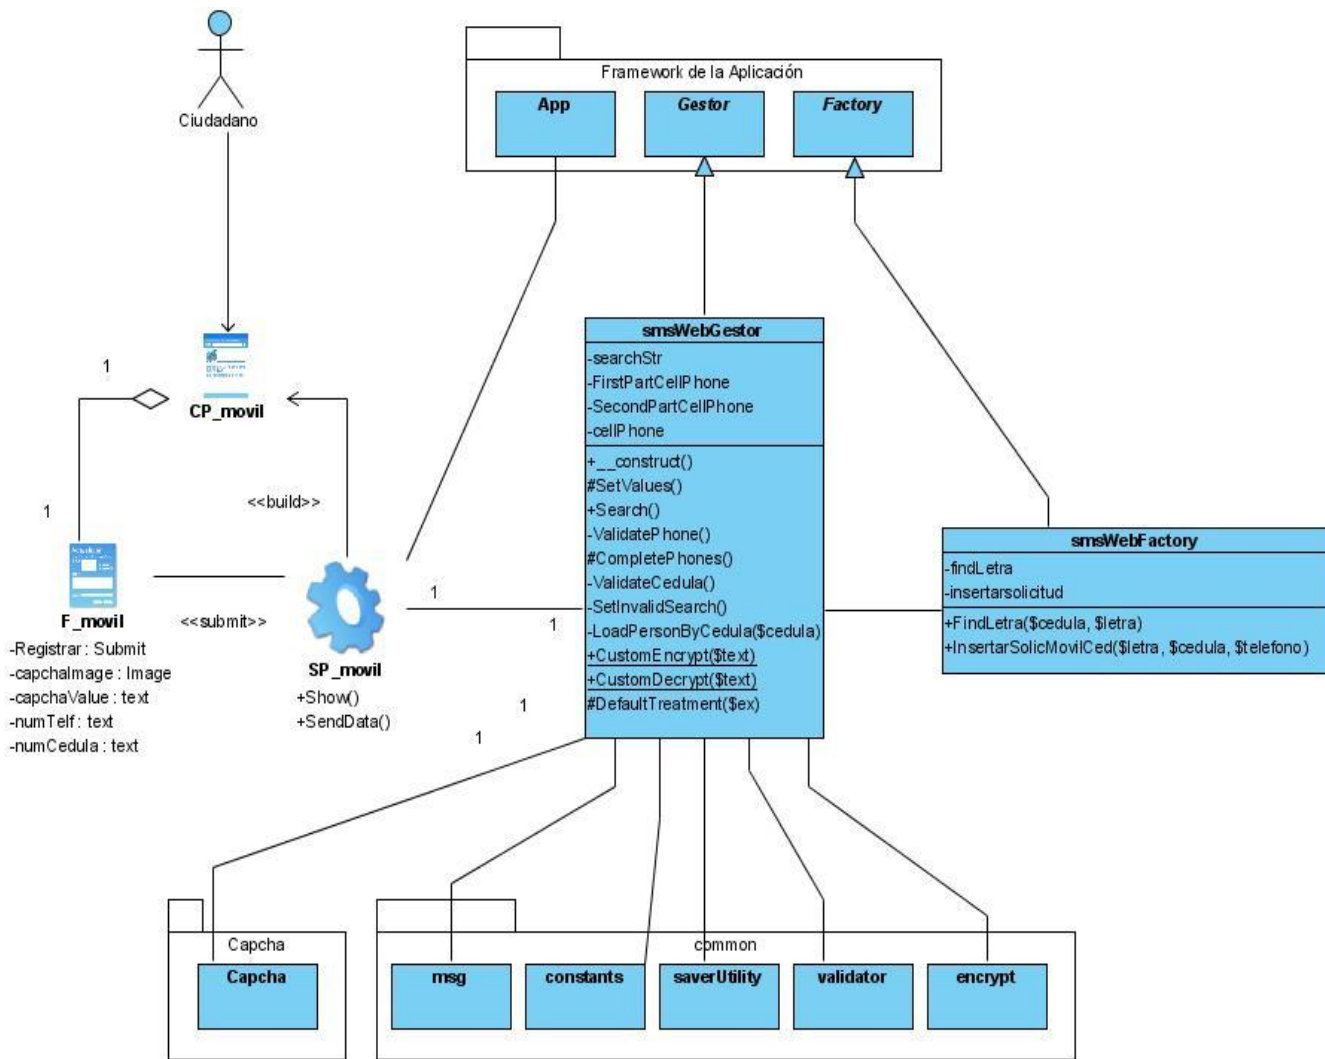 Framework de la Aplicación
App
Gestor
Factory
Ciudadano
smsWebGestor
-searchStr
-FirstPartCellPhone
-SecondPartCellPhone
-cellPhone
+__construct()
#SetValues()
+Search()
-ValidatePhone()
#CompletePhones()
-ValidateCedula()
-SetInvalidSearch()
-LoadPersonByCedula($cedula)
+CustomEncrypt($text)
+CustomDecrypt($text)
#DefaultTreatment($ex)
1
CP_movil
<<build>>
1
F_movil
-Registrar : Submit
-capchaImage : Image
-capchaValue : text
-numTelf : text
-numCedula : text
<<submit>>
SP_movil
+Show()
+SendData()
1
1
1
1
smsWebFactory
-findLetra
-insertarsolicitud
+FindLetra($cedula, $letra)
+InsertarSolicMovilCed($letra, $cedula, $telefono)
Capcha
Capcha
common
msg
constants
saverUtility
validator
encrypt